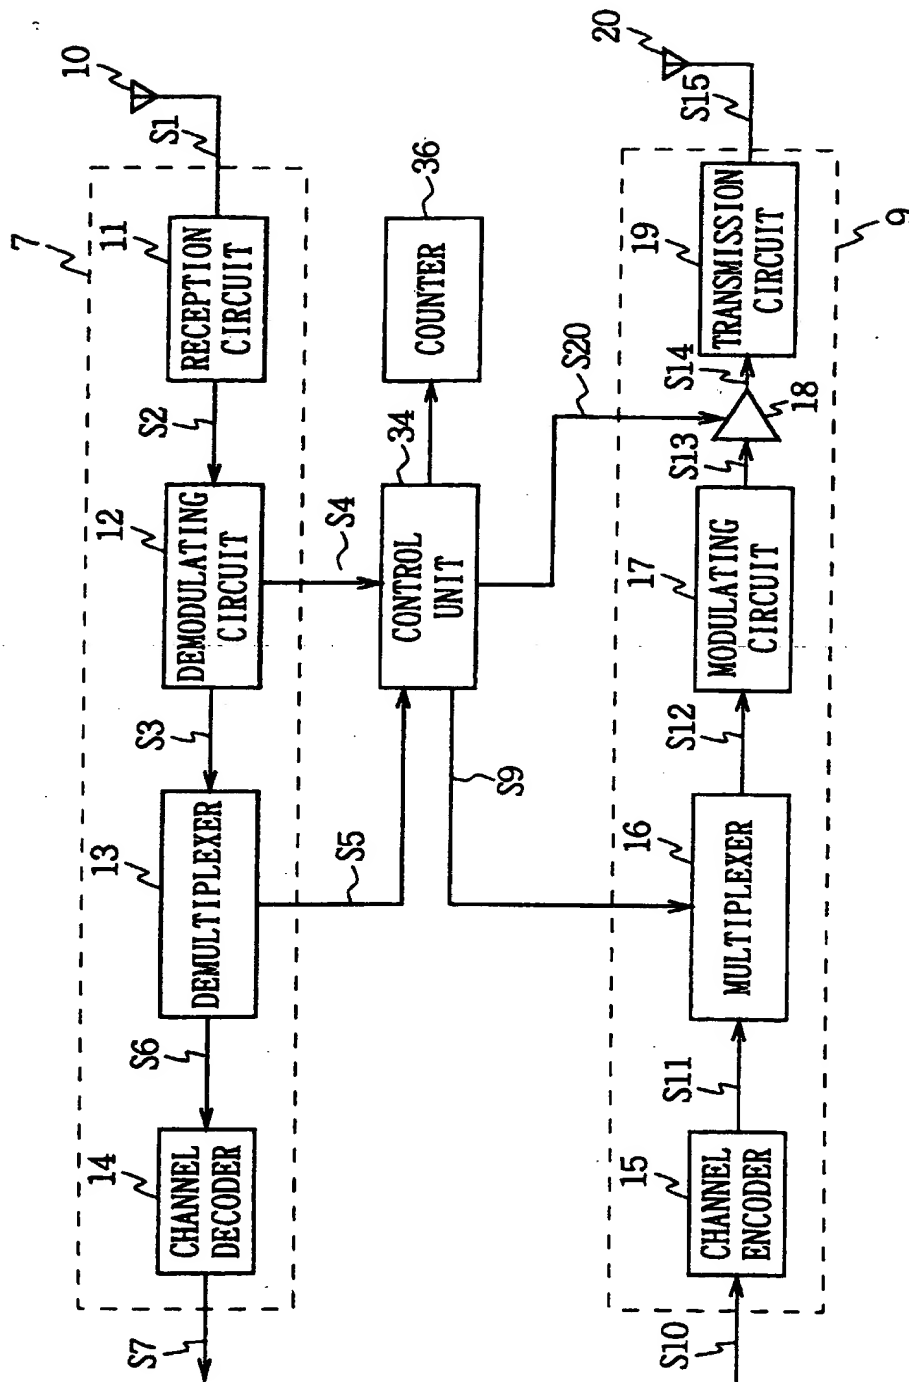 7
10
S1
11
RECEPTION
CIRCUIT
S2
12
DEMODULATING
CIRCUIT
S3
13
DEMULTIPLEXER
S6
14
CHANNEL
DECODER
S7
S4
S5
34
CONTROL
UNIT
36
COUNTER
S9
S20
S10
15
CHANNEL
ENCODER
S11
16
MULTIPLEXER
S12
17
MODULATING
CIRCUIT
S13
18
S14
19
TRANSMISSION
CIRCUIT
S15
20
9